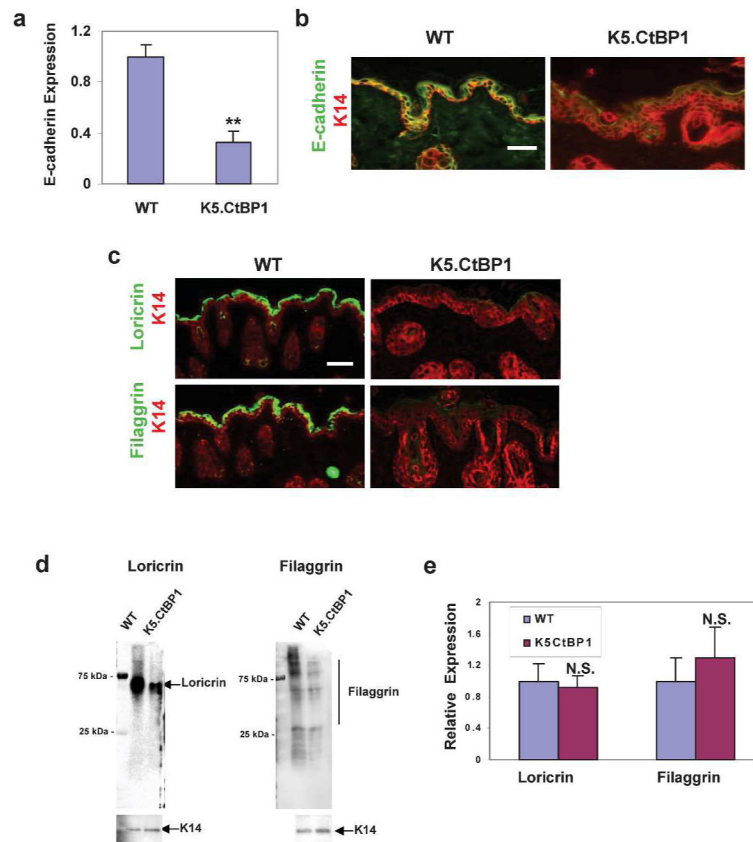 a
E-cadherin Expression
1.2
0.8
0.4
0
**
WT
K5.CtBP1
b
WT
K5.CtBP1
E-cadherin
K14
c
WT
K5.CtBP1
Loricrin
K14
Filaggrin
K14
d
Loricrin
WT
K5.CtBP1
75 kDa -
Loricrin
25 kDa -
K14
Filaggrin
WT
K5.CtBP1
75 kDa -
Filaggrin
25 kDa -
K14
e
Relative Expression
2
1.6
1.2
0.8
0.4
0
WT
K5CtBP1
N.S.
N.S.
Loricrin
Filaggrin